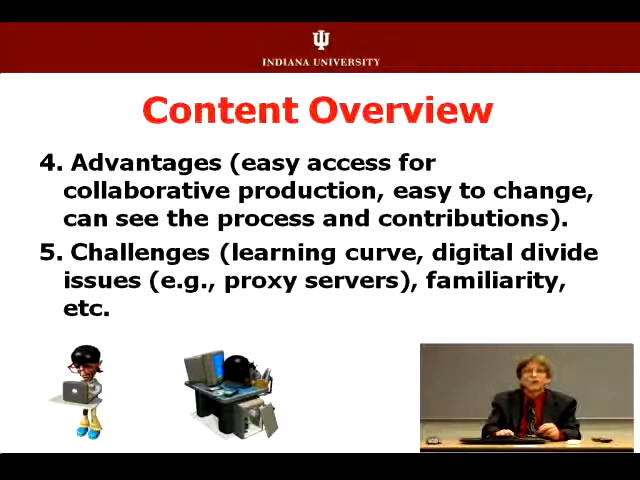 INDIANA UNIVERSITY
Content Overview
4. Advantages (easy access for
collaborative production, easy to change,
can see the process and contributions).
5. Challenges (learning curve, digital divide
issues (e.g., proxy servers), familiarity,
etc.